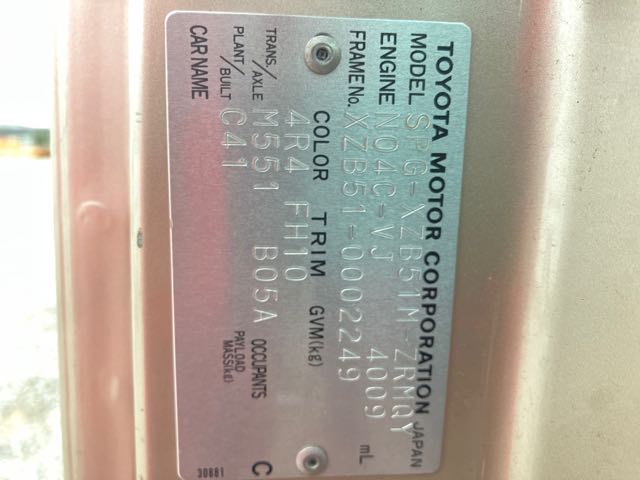 TOYOTA MOTOR CORPORATION JAPAN
MODEL SPG-XZB51M-ZRMQY
ENGINE N04C-VJ 4009 mL
FRAME No. XZB51-0002249
COLOR TRIM GVM(kg)
4R4 FH10
TRANS./AXLE M551 B05A OCCUPANTS
PLANT/BUILT C41 PAYLOAD MASS(kg)
CAR NAME C
30881